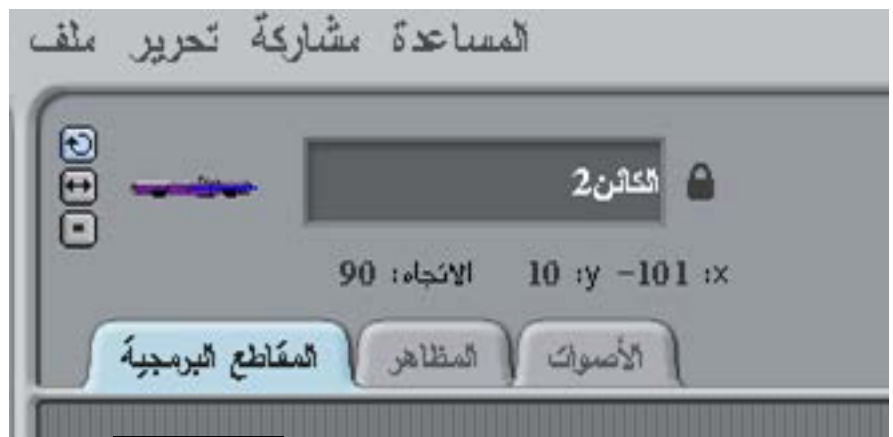 ملف تحرير مشاركة المساعدة
الكائن2
x: -101 y: 10 الاتجاه: 90
المقاطع البرمجية المظاهر الأصوات